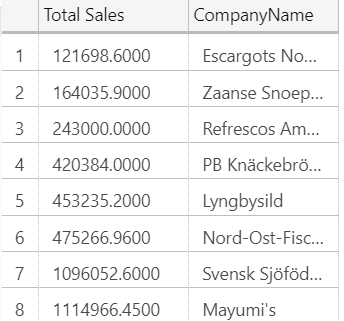 Total Sales CompanyName
1 121698.6000 Escargots No...
2 164035.9000 Zaanse Snoep...
3 243000.0000 Refrescos Am...
4 420384.0000 PB Knäckebrö...
5 453235.2000 Lyngbysild
6 475266.9600 Nord-Ost-Fisc...
7 1096052.6000 Svensk Sjöföd...
8 1114966.4500 Mayumi's